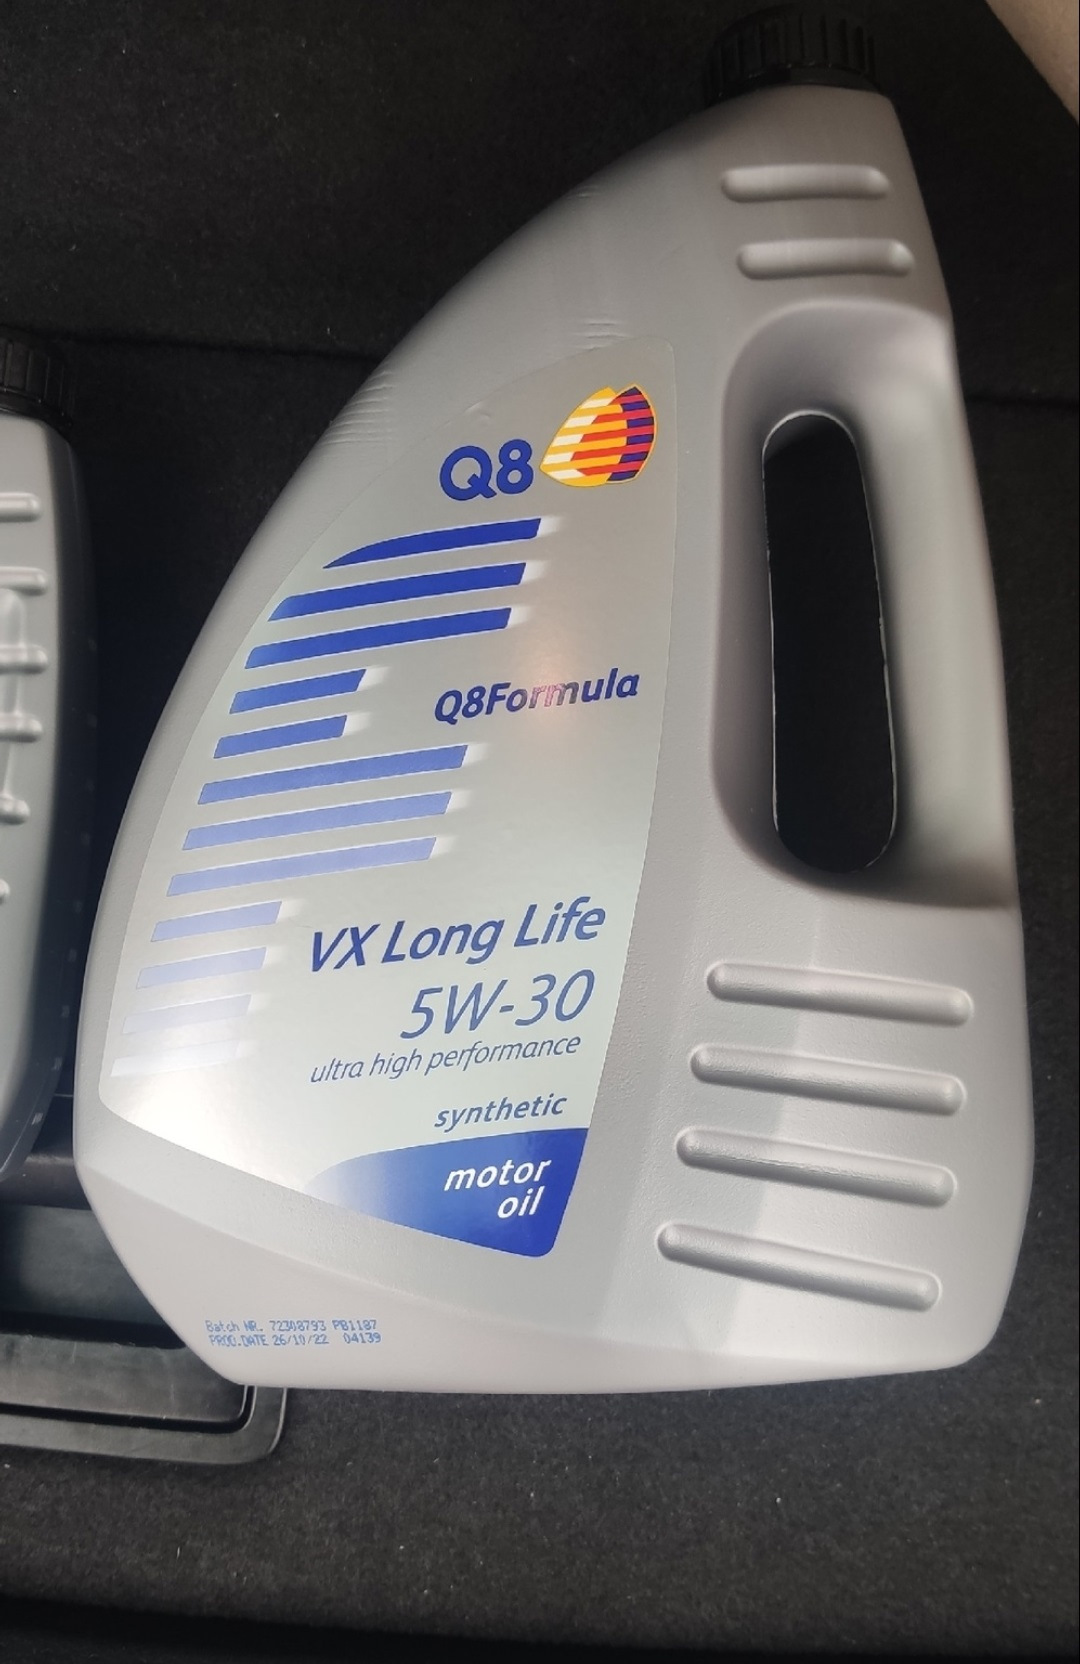 Q8
Q8Formula
VX Long Life
5W-30
ultra high performance
synthetic
motor
oil
Batch NR. 72308793 PB1187
PROD.DATE 26/10/22 04139